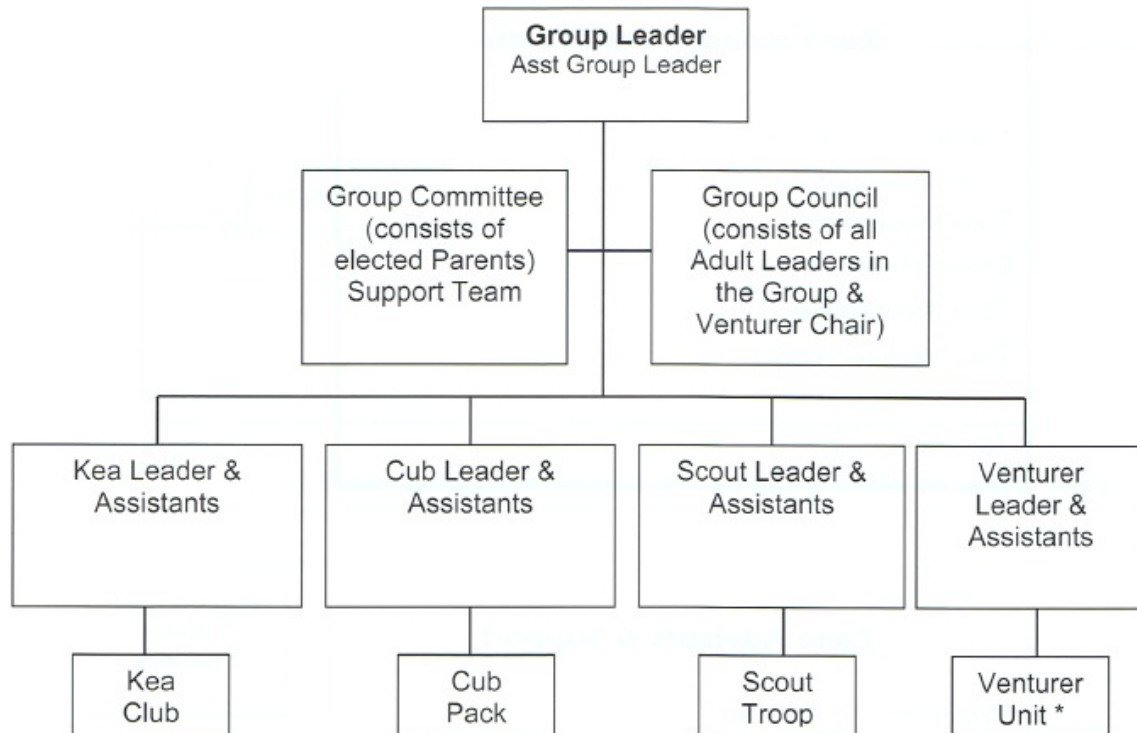 Group Leader
Asst Group Leader
Group Committee
(consists of
elected Parents)
Support Team
Group Council
(consists of all
Adult Leaders in
the Group &
Venturer Chair)
Kea Leader &
Assistants
Cub Leader &
Assistants
Scout Leader &
Assistants
Venturer
Leader &
Assistants
Kea
Club
Cub
Pack
Scout
Troop
Venturer
Unit *